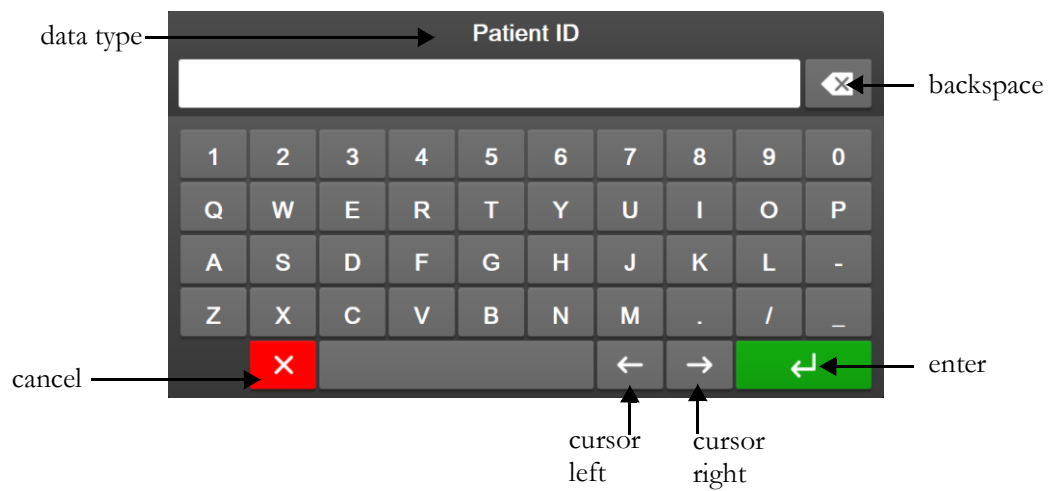 data type
Patient ID
backspace
1 2 3 4 5 6 7 8 9 0
Q W E R T Y U I O P
A S D F G H J K L -
Z X C V B N M . / _
cancel
enter
cursor left
cursor right